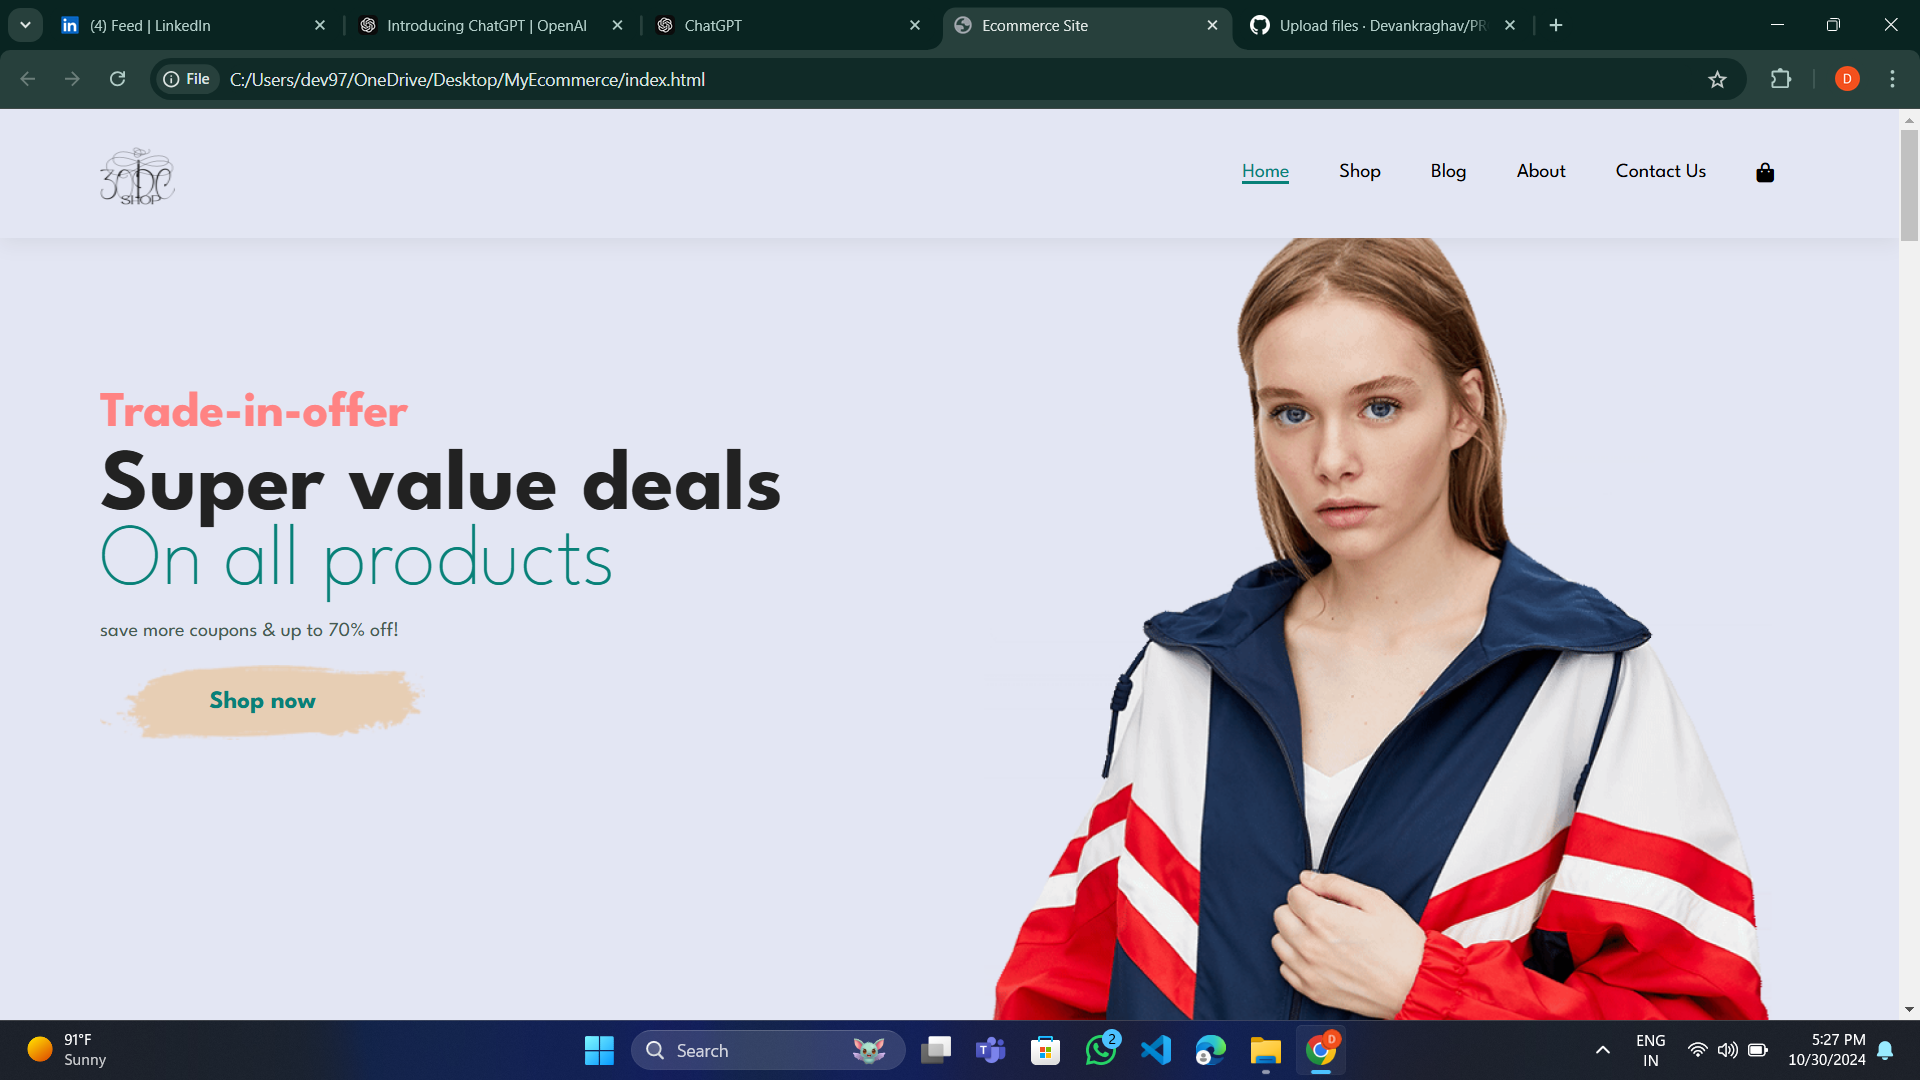 (4) Feed | LinkedIn
Introducing ChatGPT | OpenAI
ChatGPT
Ecommerce Site
Upload files · Devankraghav/PR
File
C:/Users/dev97/OneDrive/Desktop/MyEcommerce/index.html
D
SHOP
Home
Shop
Blog
About
Contact Us
Trade-in-offer
Super value deals
On all products
save more coupons & up to 70% off!
Shop now
91°F
Sunny
Search
2
D
ENG
IN
5:27 PM
10/30/2024